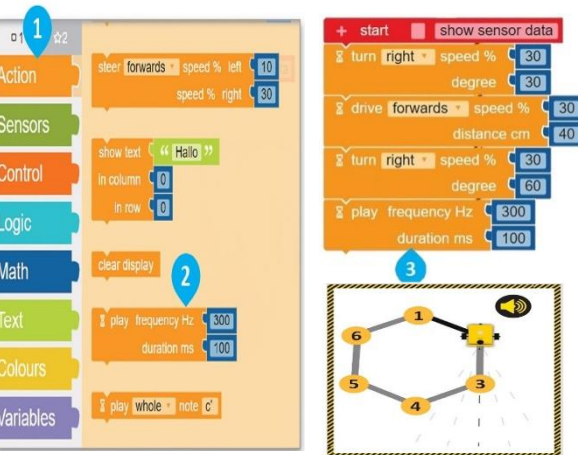 1
1 ☆2
Action
Sensors
Control
Logic
Math
Text
Colours
Variables
steer forwards speed % left 10
speed % right 30
show text “ Hallo ”
in column 0
in row 0
clear display
2
play frequency Hz 300
duration ms 100
play whole note c'
+ start show sensor data
turn right speed % 30
degree 30
drive forwards speed % 30
distance cm 40
turn right speed % 30
degree 60
play frequency Hz 300
duration ms 100
3
1
6
5
3
4